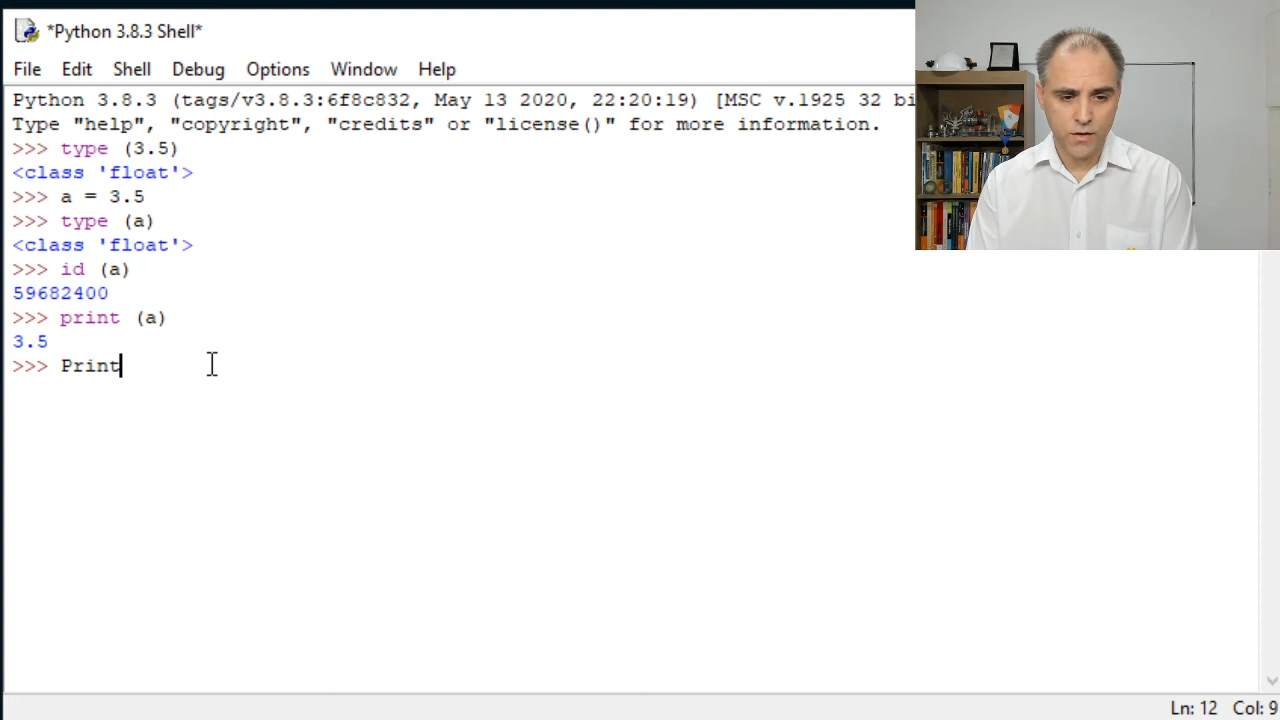 *Python 3.8.3 Shell*
File Edit Shell Debug Options Window Help
Python 3.8.3 (tags/v3.8.3:6f8c832, May 13 2020, 22:20:19) [MSC v.1925 32 bi
Type "help", "copyright", "credits" or "license()" for more information.
>>> type (3.5)
<class 'float'>
>>> a = 3.5
>>> type (a)
<class 'float'>
>>> id (a)
59682400
>>> print (a)
3.5
>>> Print
Ln: 12 Col: 9